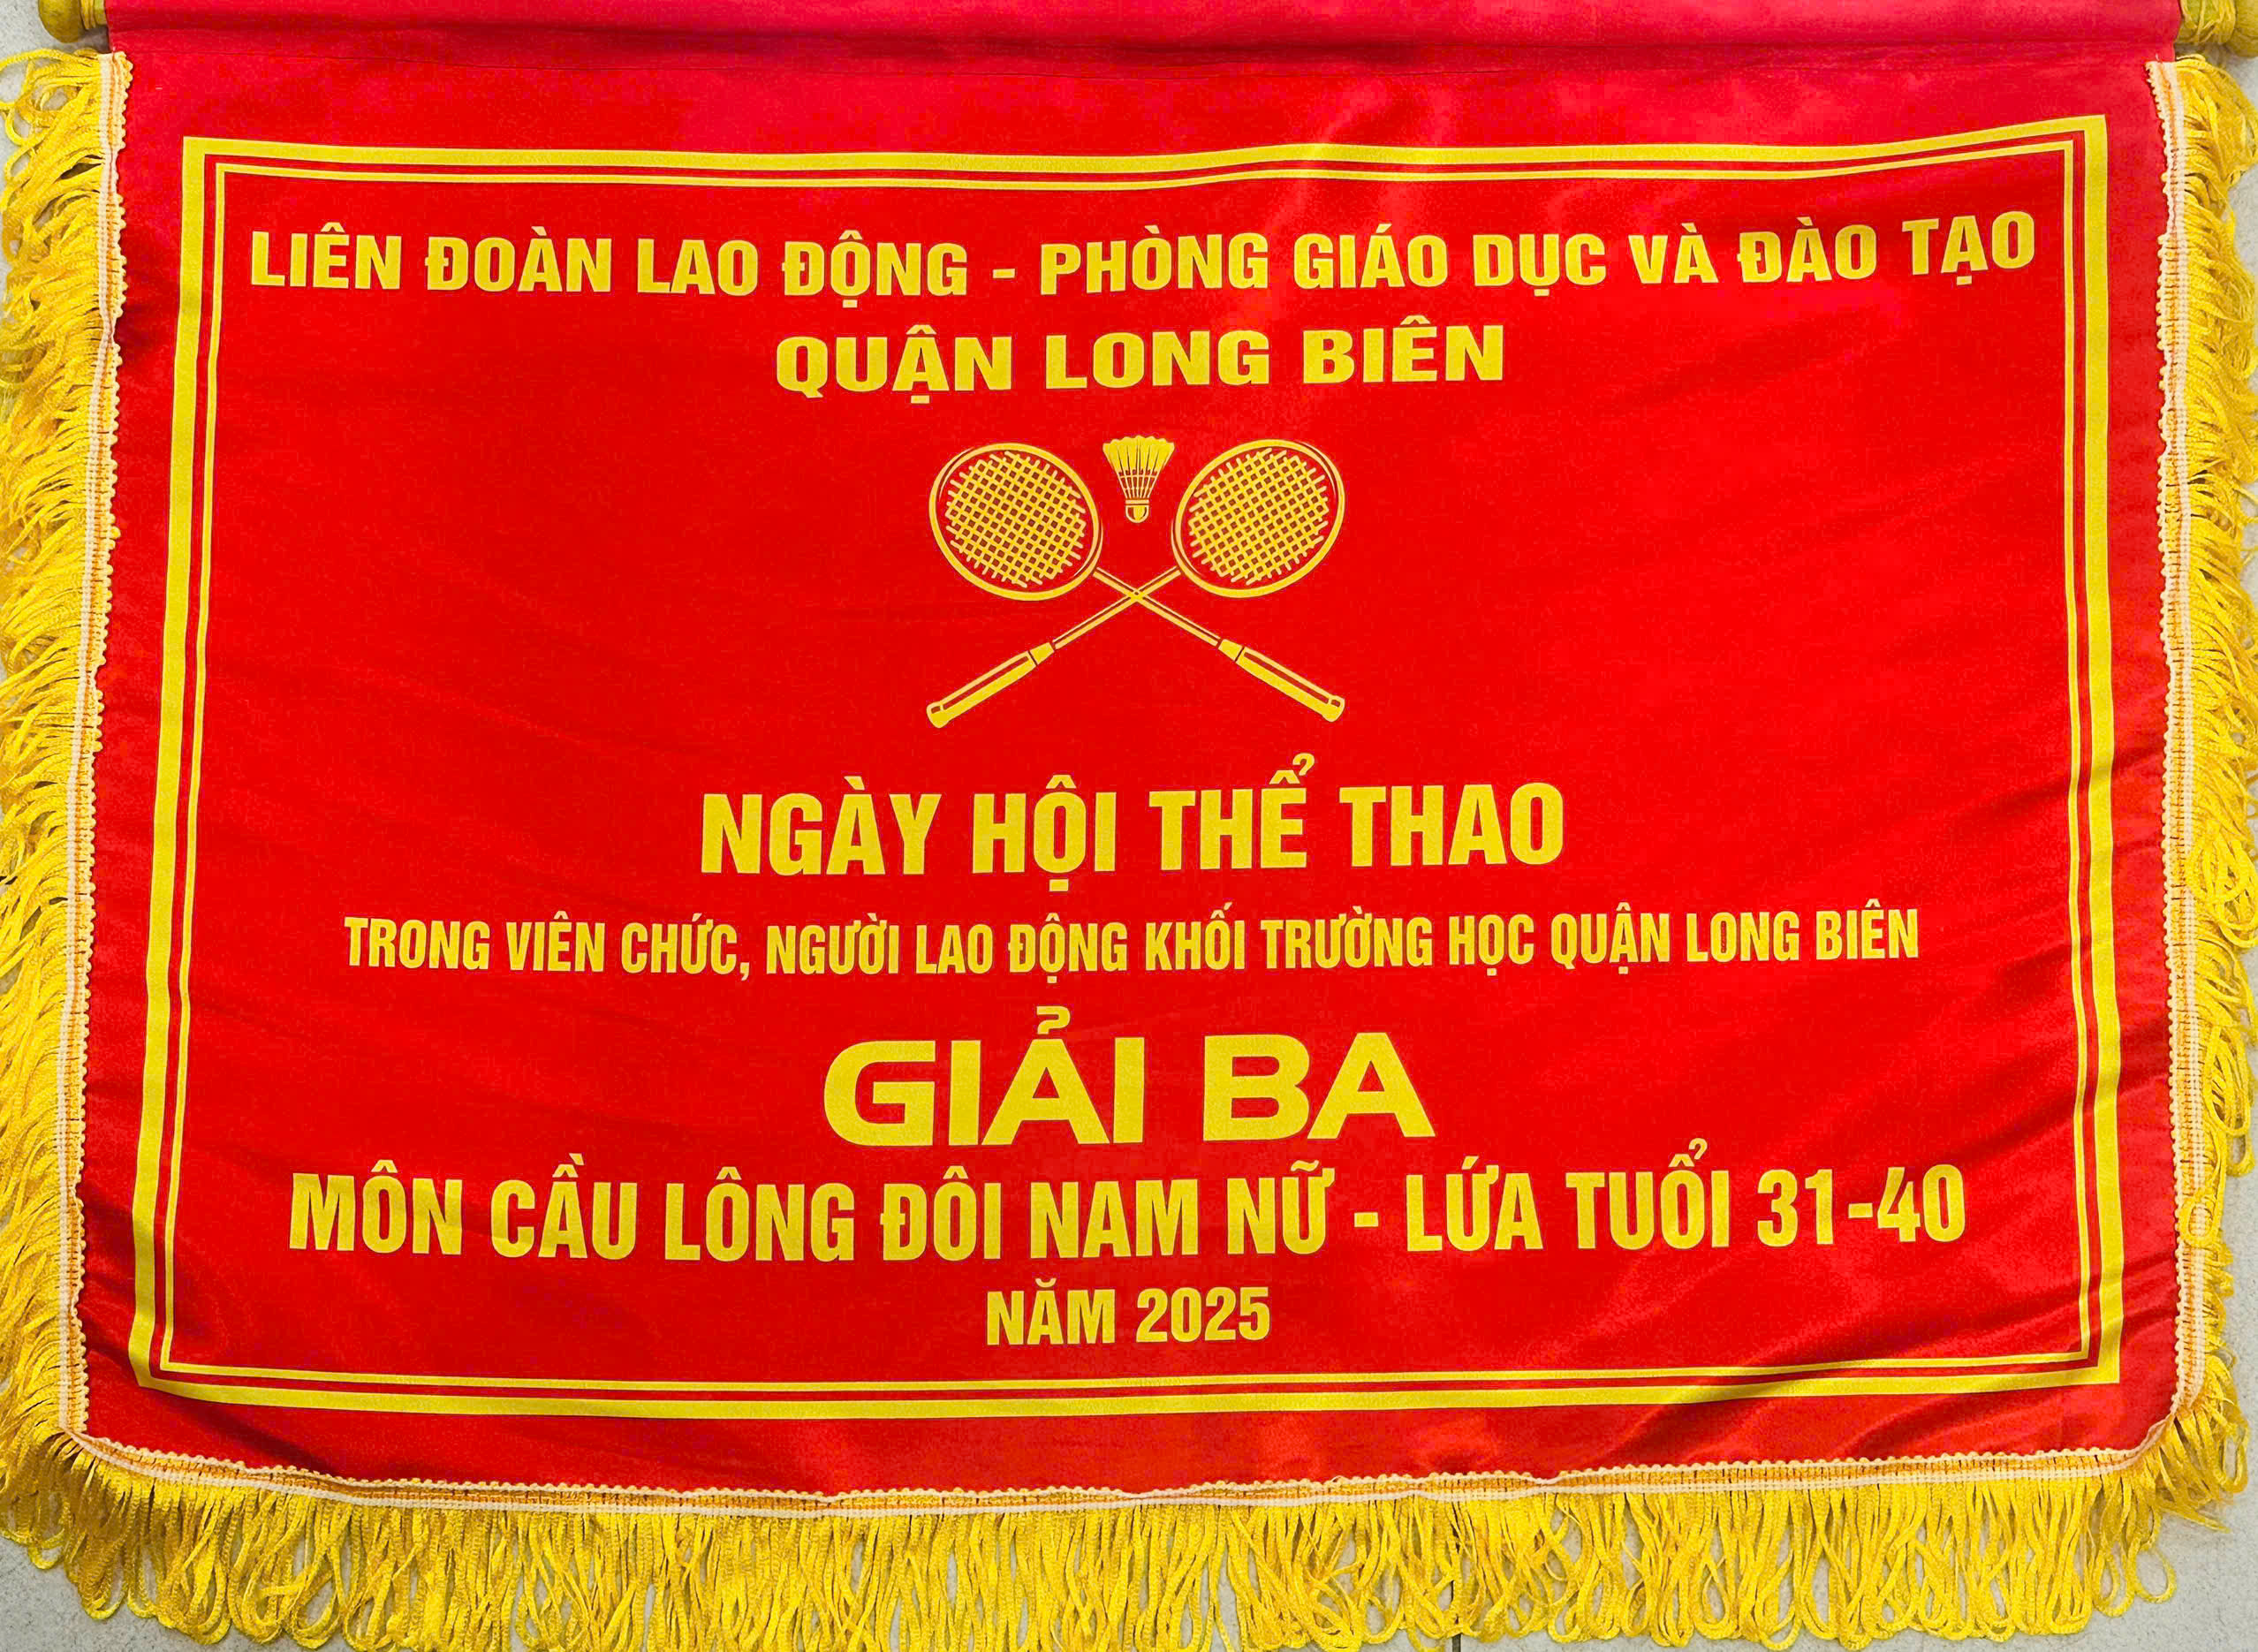 LIÊN ĐOÀN LAO ĐỘNG - PHÒNG GIÁO DỤC VÀ ĐÀO TẠO
QUẬN LONG BIÊN
NGÀY HỘI THỂ THAO
TRONG VIÊN CHỨC, NGƯỜI LAO ĐỘNG KHỐI TRƯỜNG HỌC QUẬN LONG BIÊN
GIẢI BA
MÔN CẦU LÔNG ĐÔI NAM NỮ - LỨA TUỔI 31-40
NĂM 2025